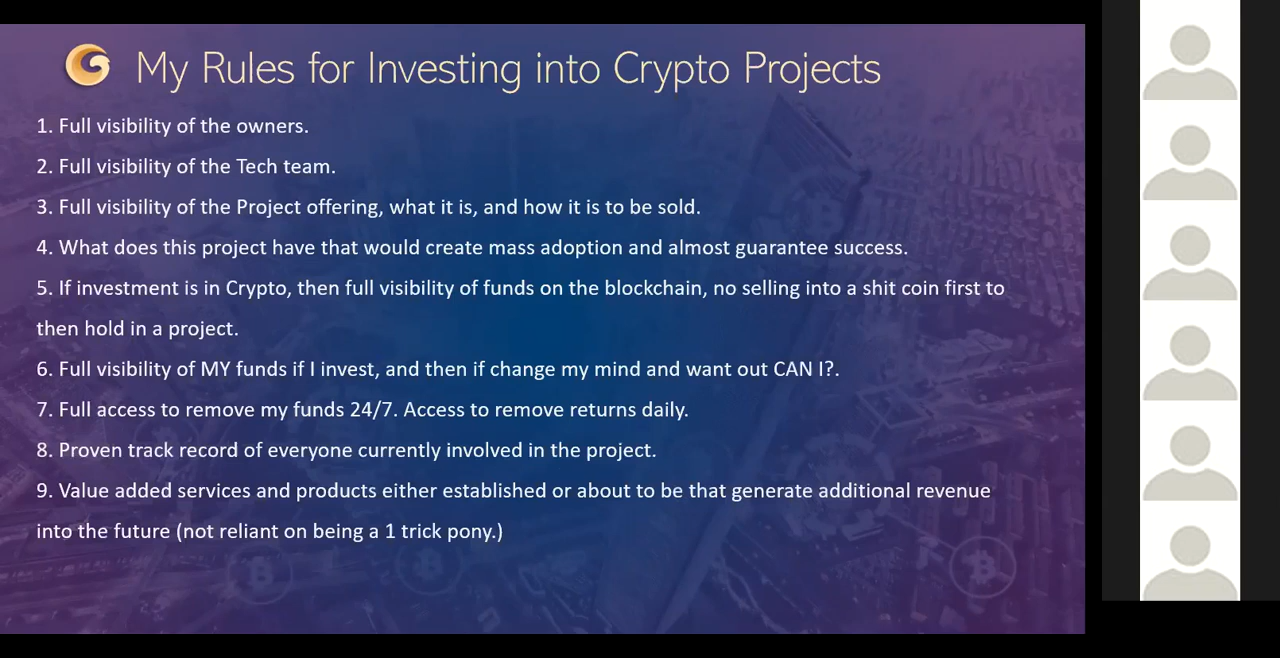 My Rules for Investing into Crypto Projects
1. Full visibility of the owners.
2. Full visibility of the Tech team.
3. Full visibility of the Project offering, what it is, and how it is to be sold.
4. What does this project have that would create mass adoption and almost guarantee success.
5. If investment is in Crypto, then full visibility of funds on the blockchain, no selling into a shit coin first to
then hold in a project.
6. Full visibility of MY funds if I invest, and then if change my mind and want out CAN I?.
7. Full access to remove my funds 24/7. Access to remove returns daily.
8. Proven track record of everyone currently involved in the project.
9. Value added services and products either established or about to be that generate additional revenue
into the future (not reliant on being a 1 trick pony.)